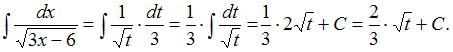 ∫ dx/√(3x−6) = ∫ 1/√t · dt/3 = 1/3 · ∫ dt/√t = 1/3 · 2√t + C = 2/3 · √t + C.